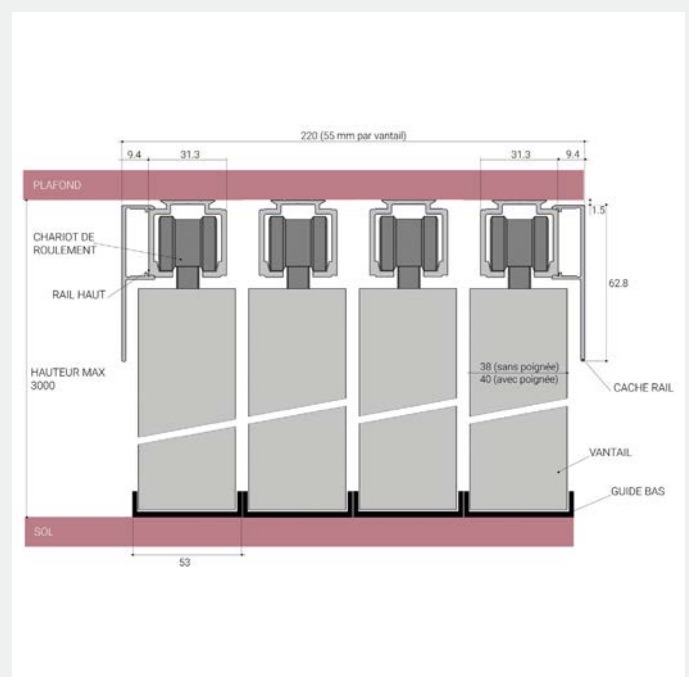 220 (55 mm par vantail)
9.4
31.3
31.3
9.4
PLAFOND
1.5
CHARIOT DE
ROULEMENT
RAIL HAUT
62.8
HAUTEUR MAX
3000
38 (sans poignée)
40 (avec poignée)
CACHE RAIL
VANTAIL
GUIDE BAS
SOL
53